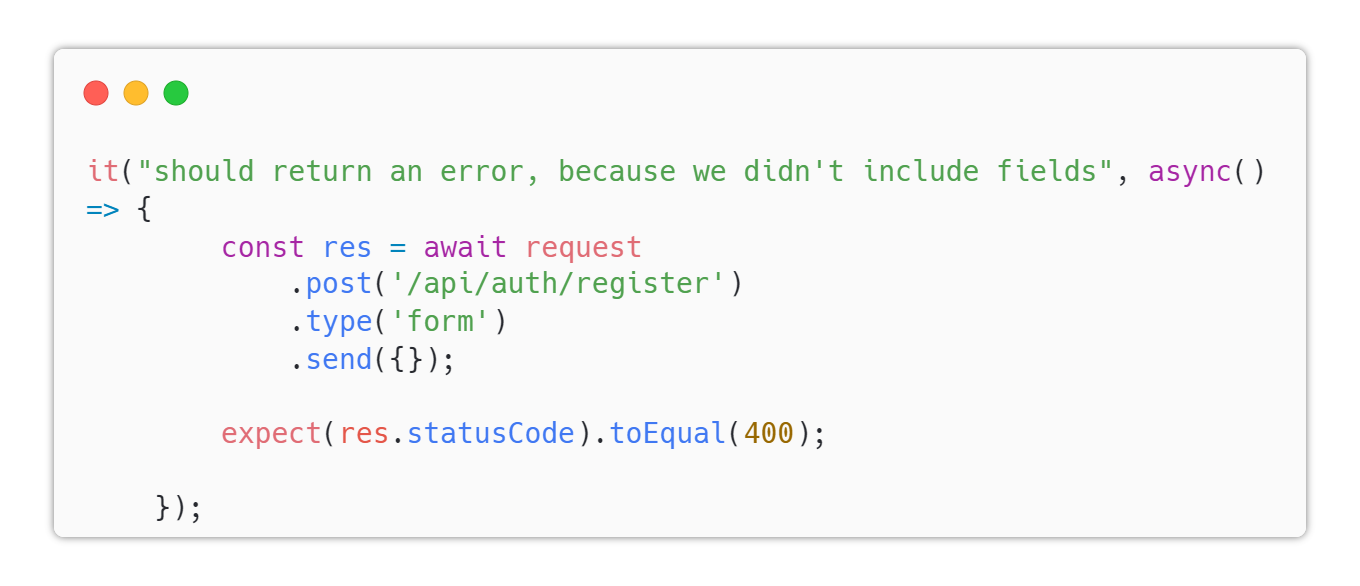 it("should return an error, because we didn't include fields", async()
=> {
        const res = await request
            .post('/api/auth/register')
            .type('form')
            .send({});

        expect(res.statusCode).toEqual(400);

    });